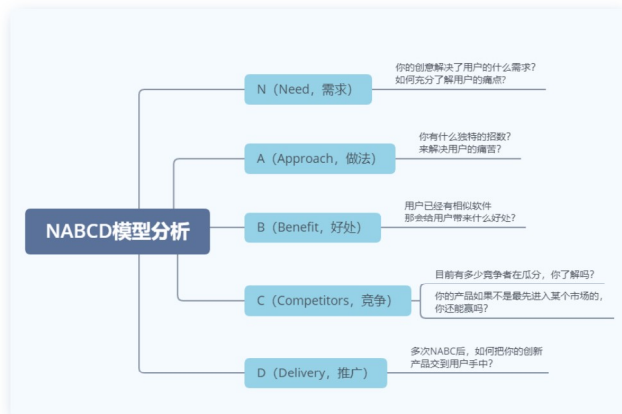 NABCD模型分析
N（Need，需求）
你的创意解决了用户的什么需求？
如何充分了解用户的痛点?
A（Approach，做法）
你有什么独特的招数？
来解决用户的痛苦？
B（Benefit，好处）
用户已经有相似软件
那会给用户带来什么好处？
C（Competitors，竞争）
目前有多少竞争者在瓜分，你了解吗？
你的产品如果不是最先进入某个市场的，
你还能赢吗？
D（Delivery，推广）
多次NABC后，如何把你的创新
产品交到用户手中？